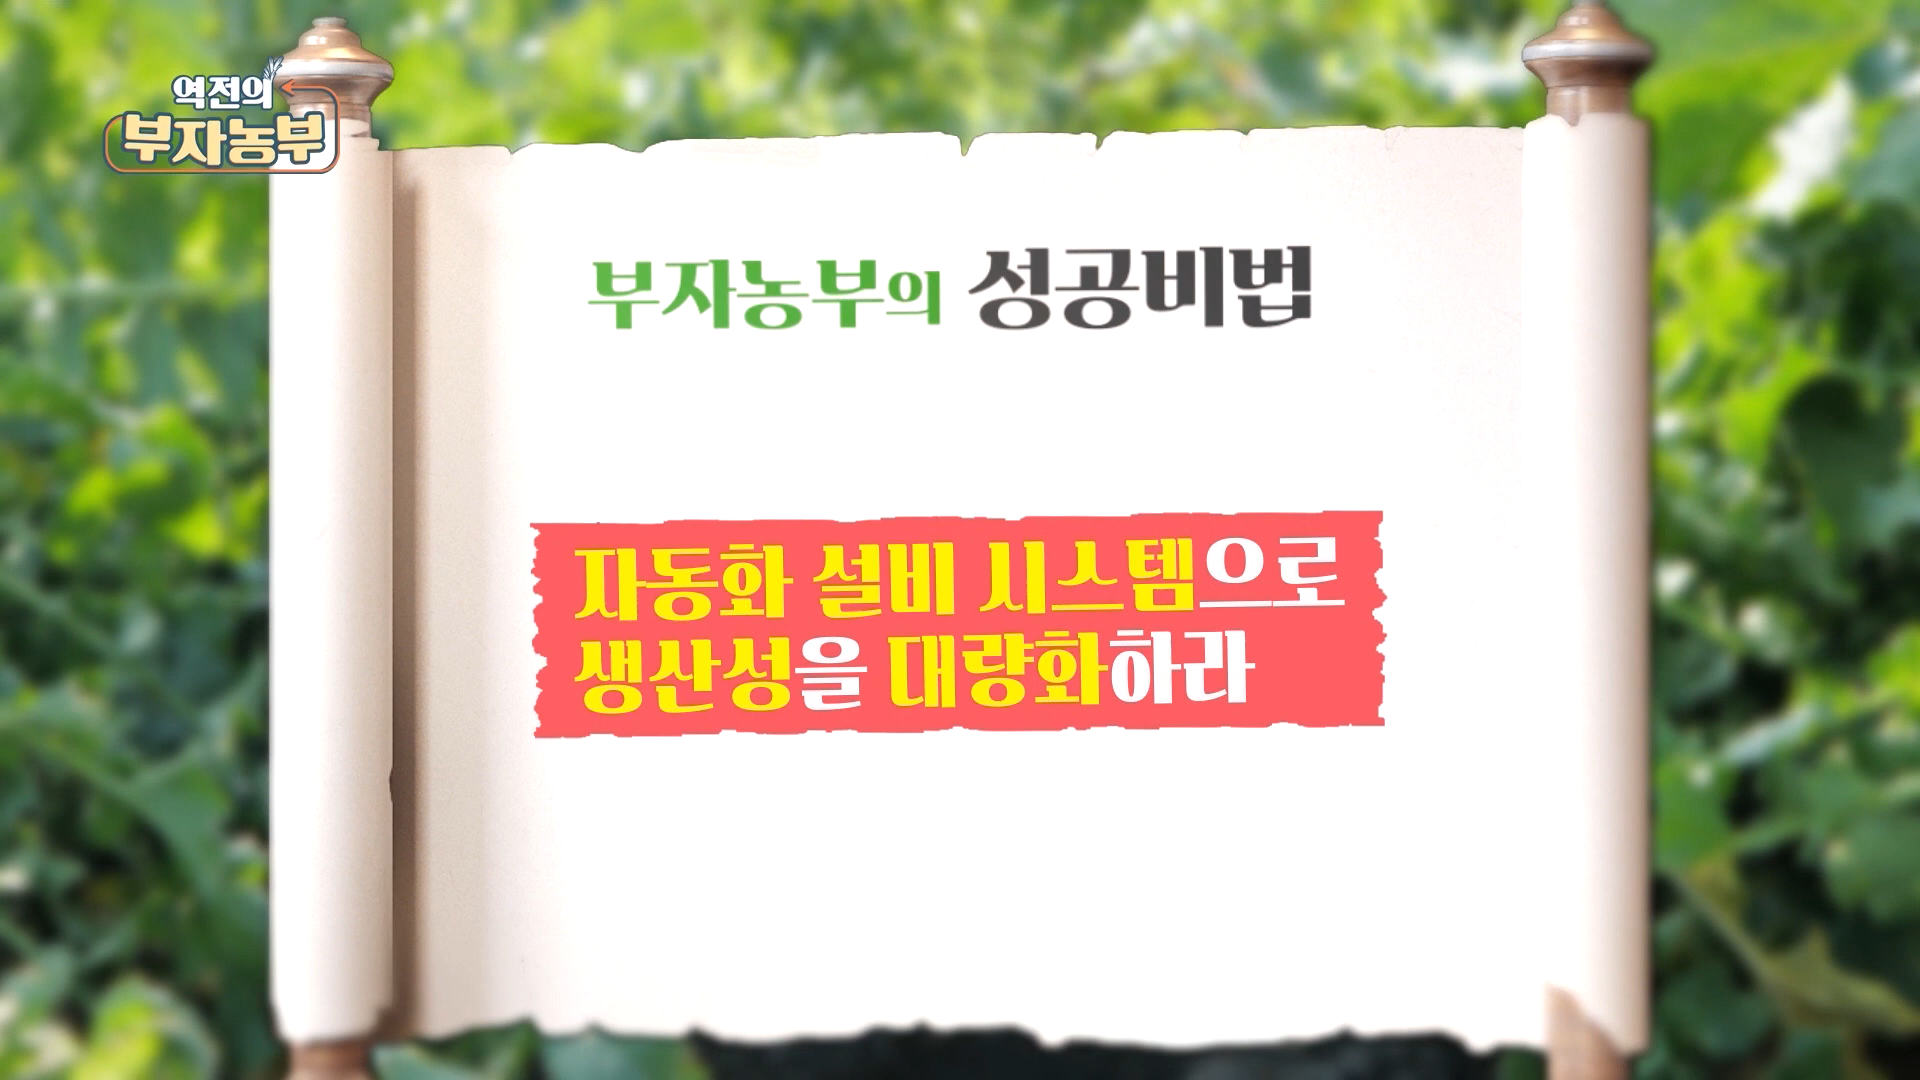 역전의
부자농부
부자농부의 성공비법
자동화 설비 시스템으로
생산성을 대량화하라